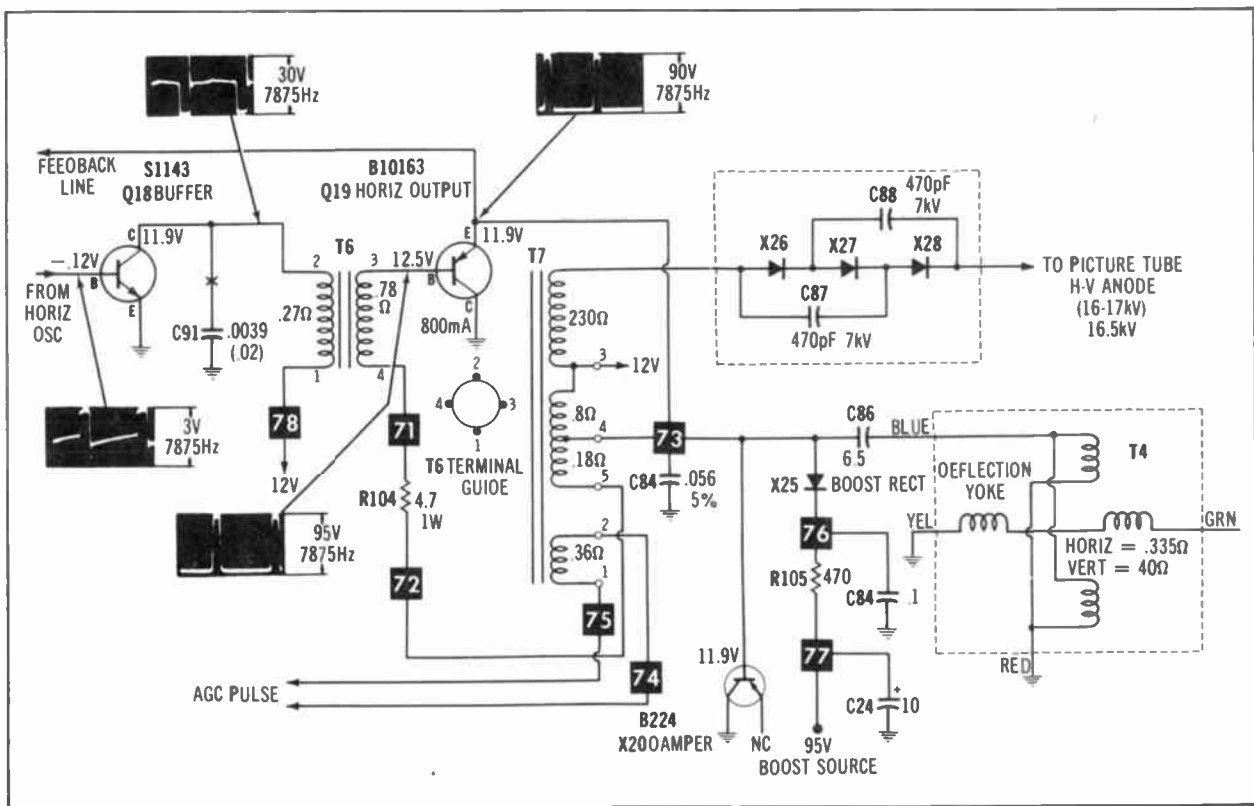 30V
7875Hz
90V
7875Hz
FEEOBACK
LINE
S1143
Q18 BUFFER
B10163
Q19 HORIZ OUTPUT
C88
470pF
7kV
C
11.9V
E
11.9V
T6
T7
X26
X27
X28
-.12V
B
2
3
12.5V
B
TO PICTURE TUBE
H-V ANODE
(16-17kV)
16.5kV
FROM
HORIZ
OSC
E
C91
.0039
(.02)
.27Ω
78
Ω
C
800mA
230Ω
C87
470pF 7kV
1
4
3
12V
2
4
3
1
T6 TERMINAL
GUIOE
3V
7875Hz
78
71
.8Ω
4
73
C86
BLUE
6.5
T4
12V
R104
4.7
1W
.18Ω
5
C84
.056
5%
X25
BOOST RECT
OEFLECTION
YOKE
YEL
GRN
95V
7875Hz
2
.36Ω
1
76
HORIZ = .335Ω
VERT = 40Ω
72
75
R105
470
C84
.1
11.9V
77
RED
AGC PULSE
74
B224
X20OAMPER
NC
C24
+
10
95V
BOOST SOURCE